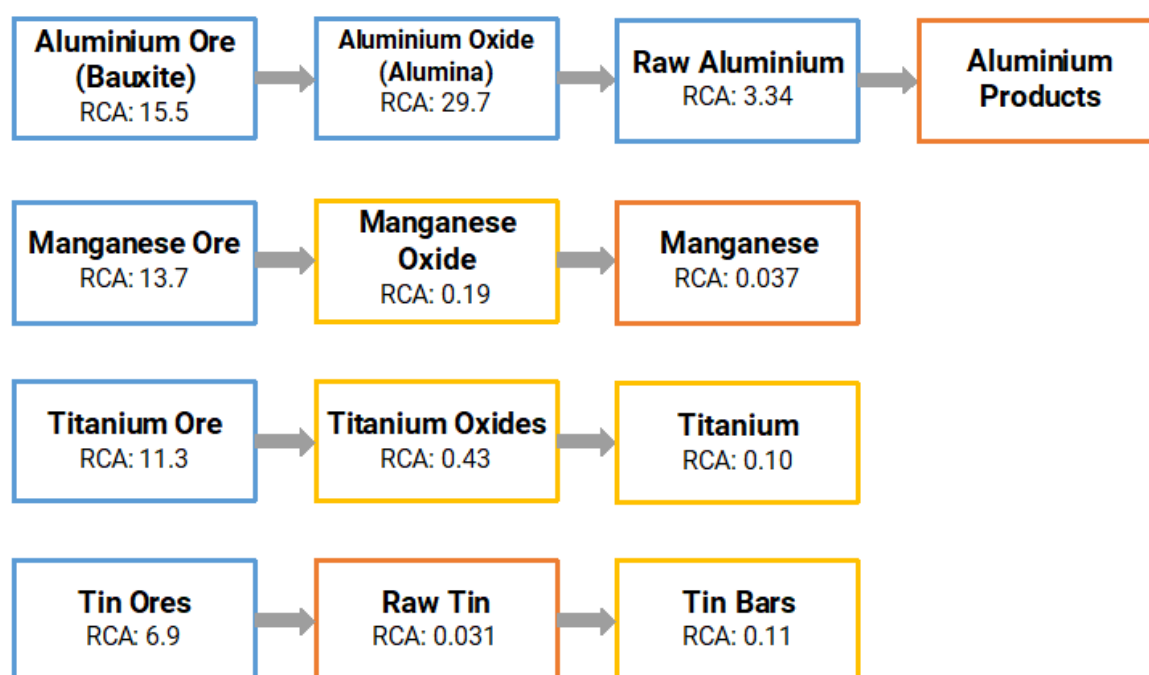 Aluminium Ore
(Bauxite)
RCA: 15.5
Aluminium Oxide
(Alumina)
RCA: 29.7
Raw Aluminium
RCA: 3.34
Aluminium
Products
Manganese Ore
RCA: 13.7
Manganese
Oxide
RCA: 0.19
Manganese
RCA: 0.037
Titanium Ore
RCA: 11.3
Titanium Oxides
RCA: 0.43
Titanium
RCA: 0.10
Tin Ores
RCA: 6.9
Raw Tin
RCA: 0.031
Tin Bars
RCA: 0.11